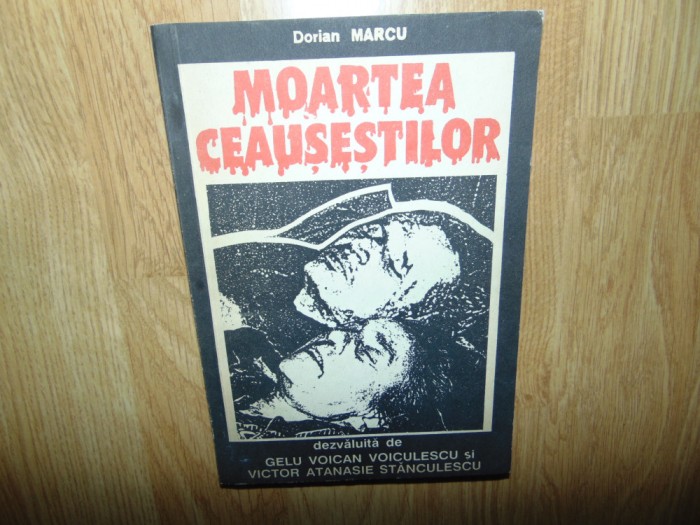 Dorian MARCU
MOARTEA
CEAUȘEȘTILOR
dezvăluită de
GELU VOICAN VOICULESCU și
VICTOR ATANASIE STĂNCULESCU